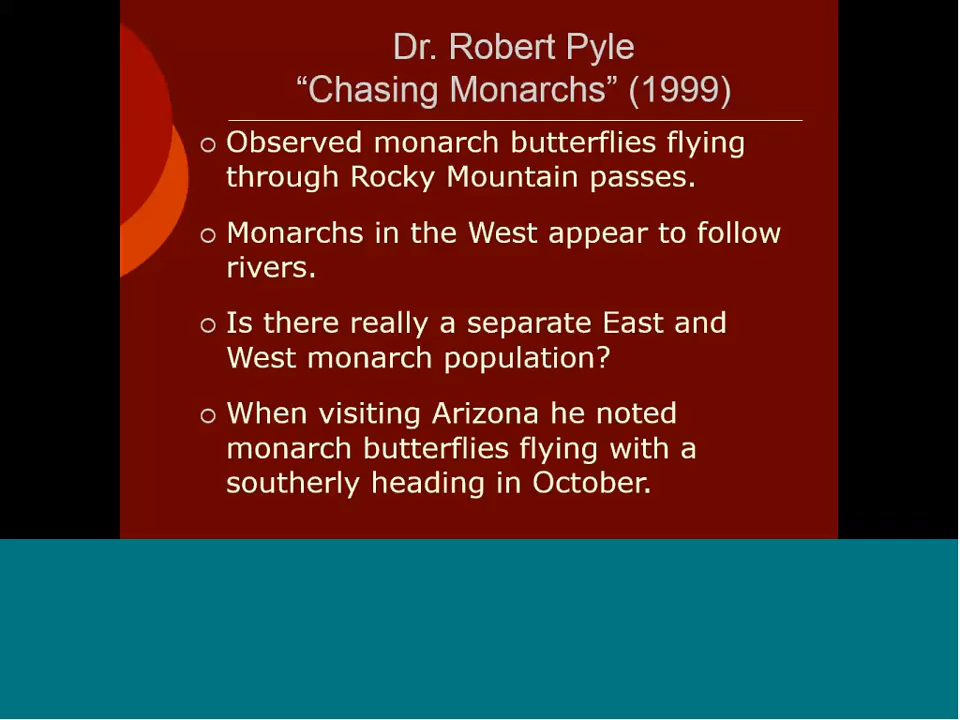 Dr. Robert Pyle
“Chasing Monarchs” (1999)
Observed monarch butterflies flying
through Rocky Mountain passes.
Monarchs in the West appear to follow
rivers.
Is there really a separate East and
West monarch population?
When visiting Arizona he noted
monarch butterflies flying with a
southerly heading in October.